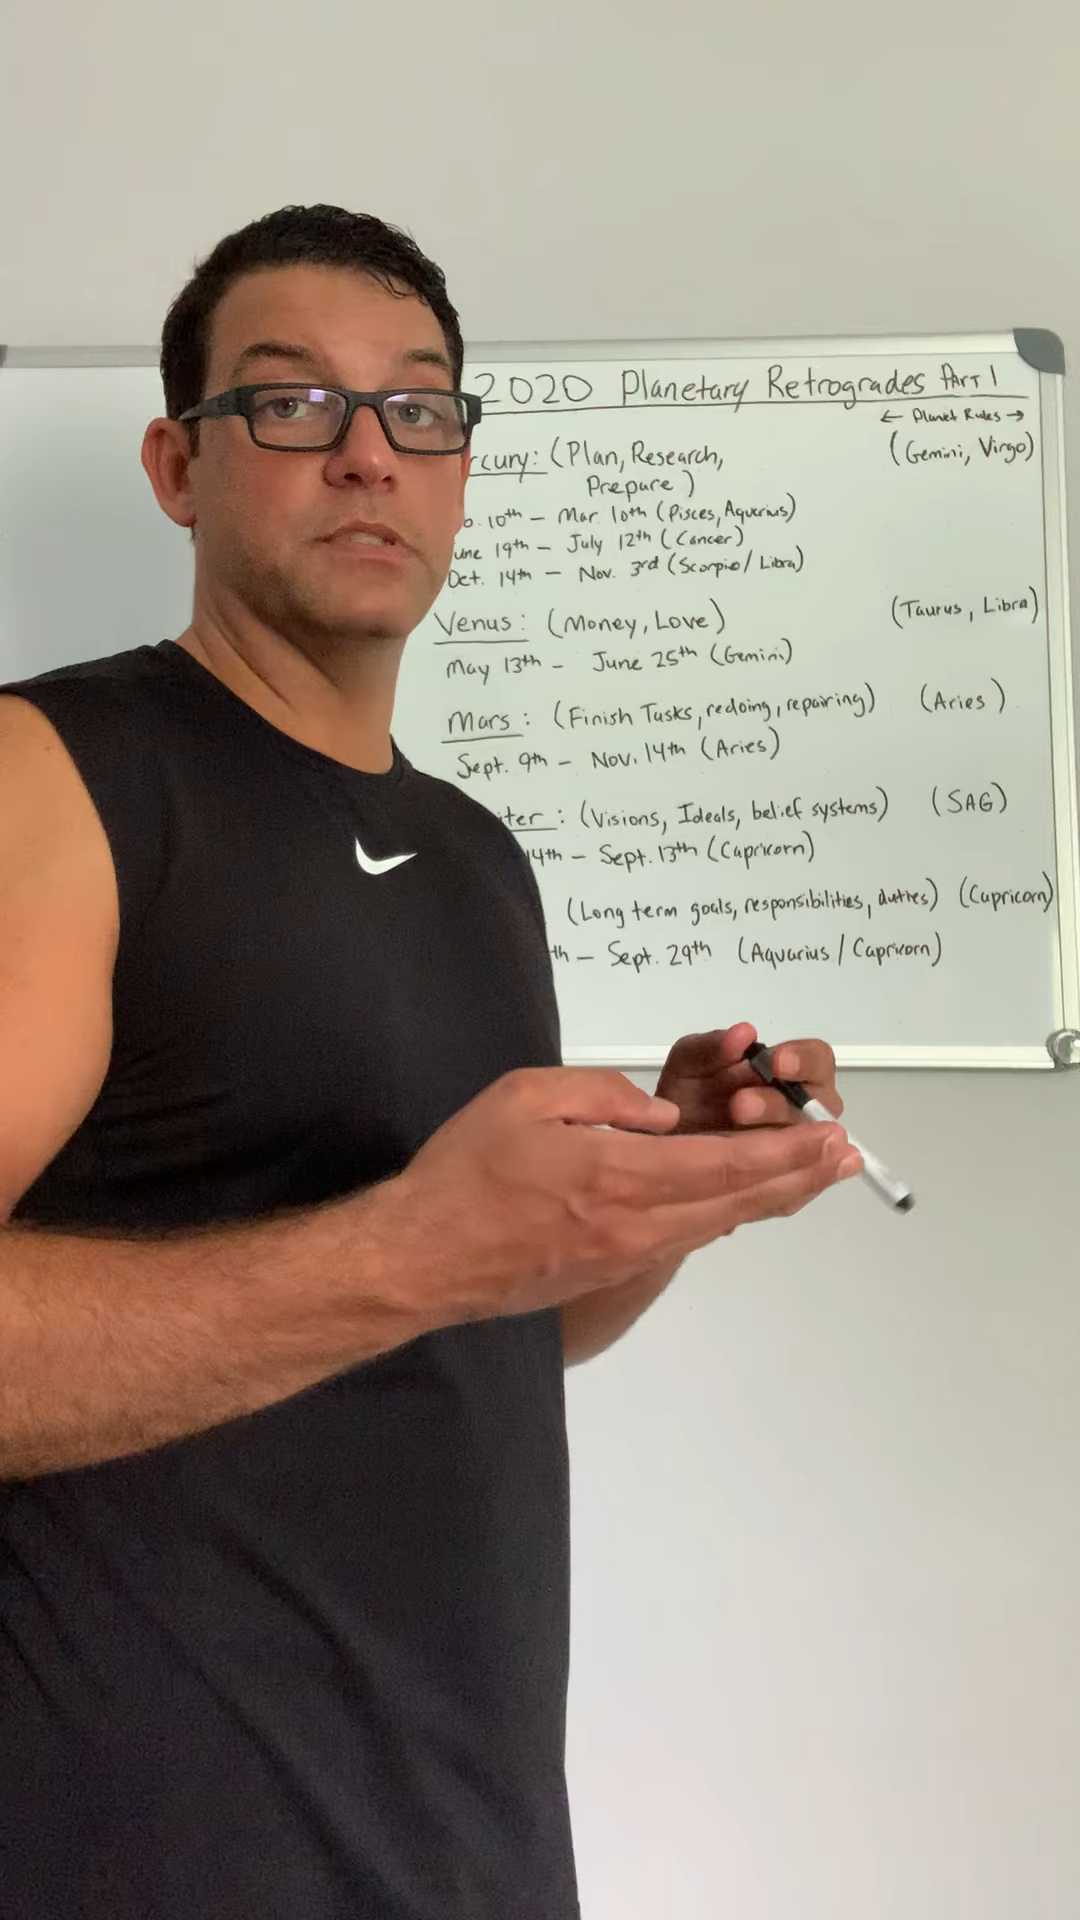 2020 Planetary Retrogrades Part 1
← Planet Rules →
rcury: (Plan, Research, (Gemini, Virgo)
Prepare)
b. 10th - Mar. 10th (Pisces, Aquarius)
une 19th - July 12th (Cancer)
Oct. 14th - Nov. 3rd (Scorpio/Libra)
Venus: (Money, Love) (Taurus, Libra)
May 13th - June 25th (Gemini)
Mars: (Finish Tasks, redoing, repairing) (Aries)
Sept. 9th - Nov. 14th (Aries)
iter: (Visions, Ideals, belief systems) (SAG)
14th - Sept. 13th (Capricorn)
(Long term goals, responsibilities, duties) (Capricorn)
th - Sept. 29th (Aquarius/Capricorn)